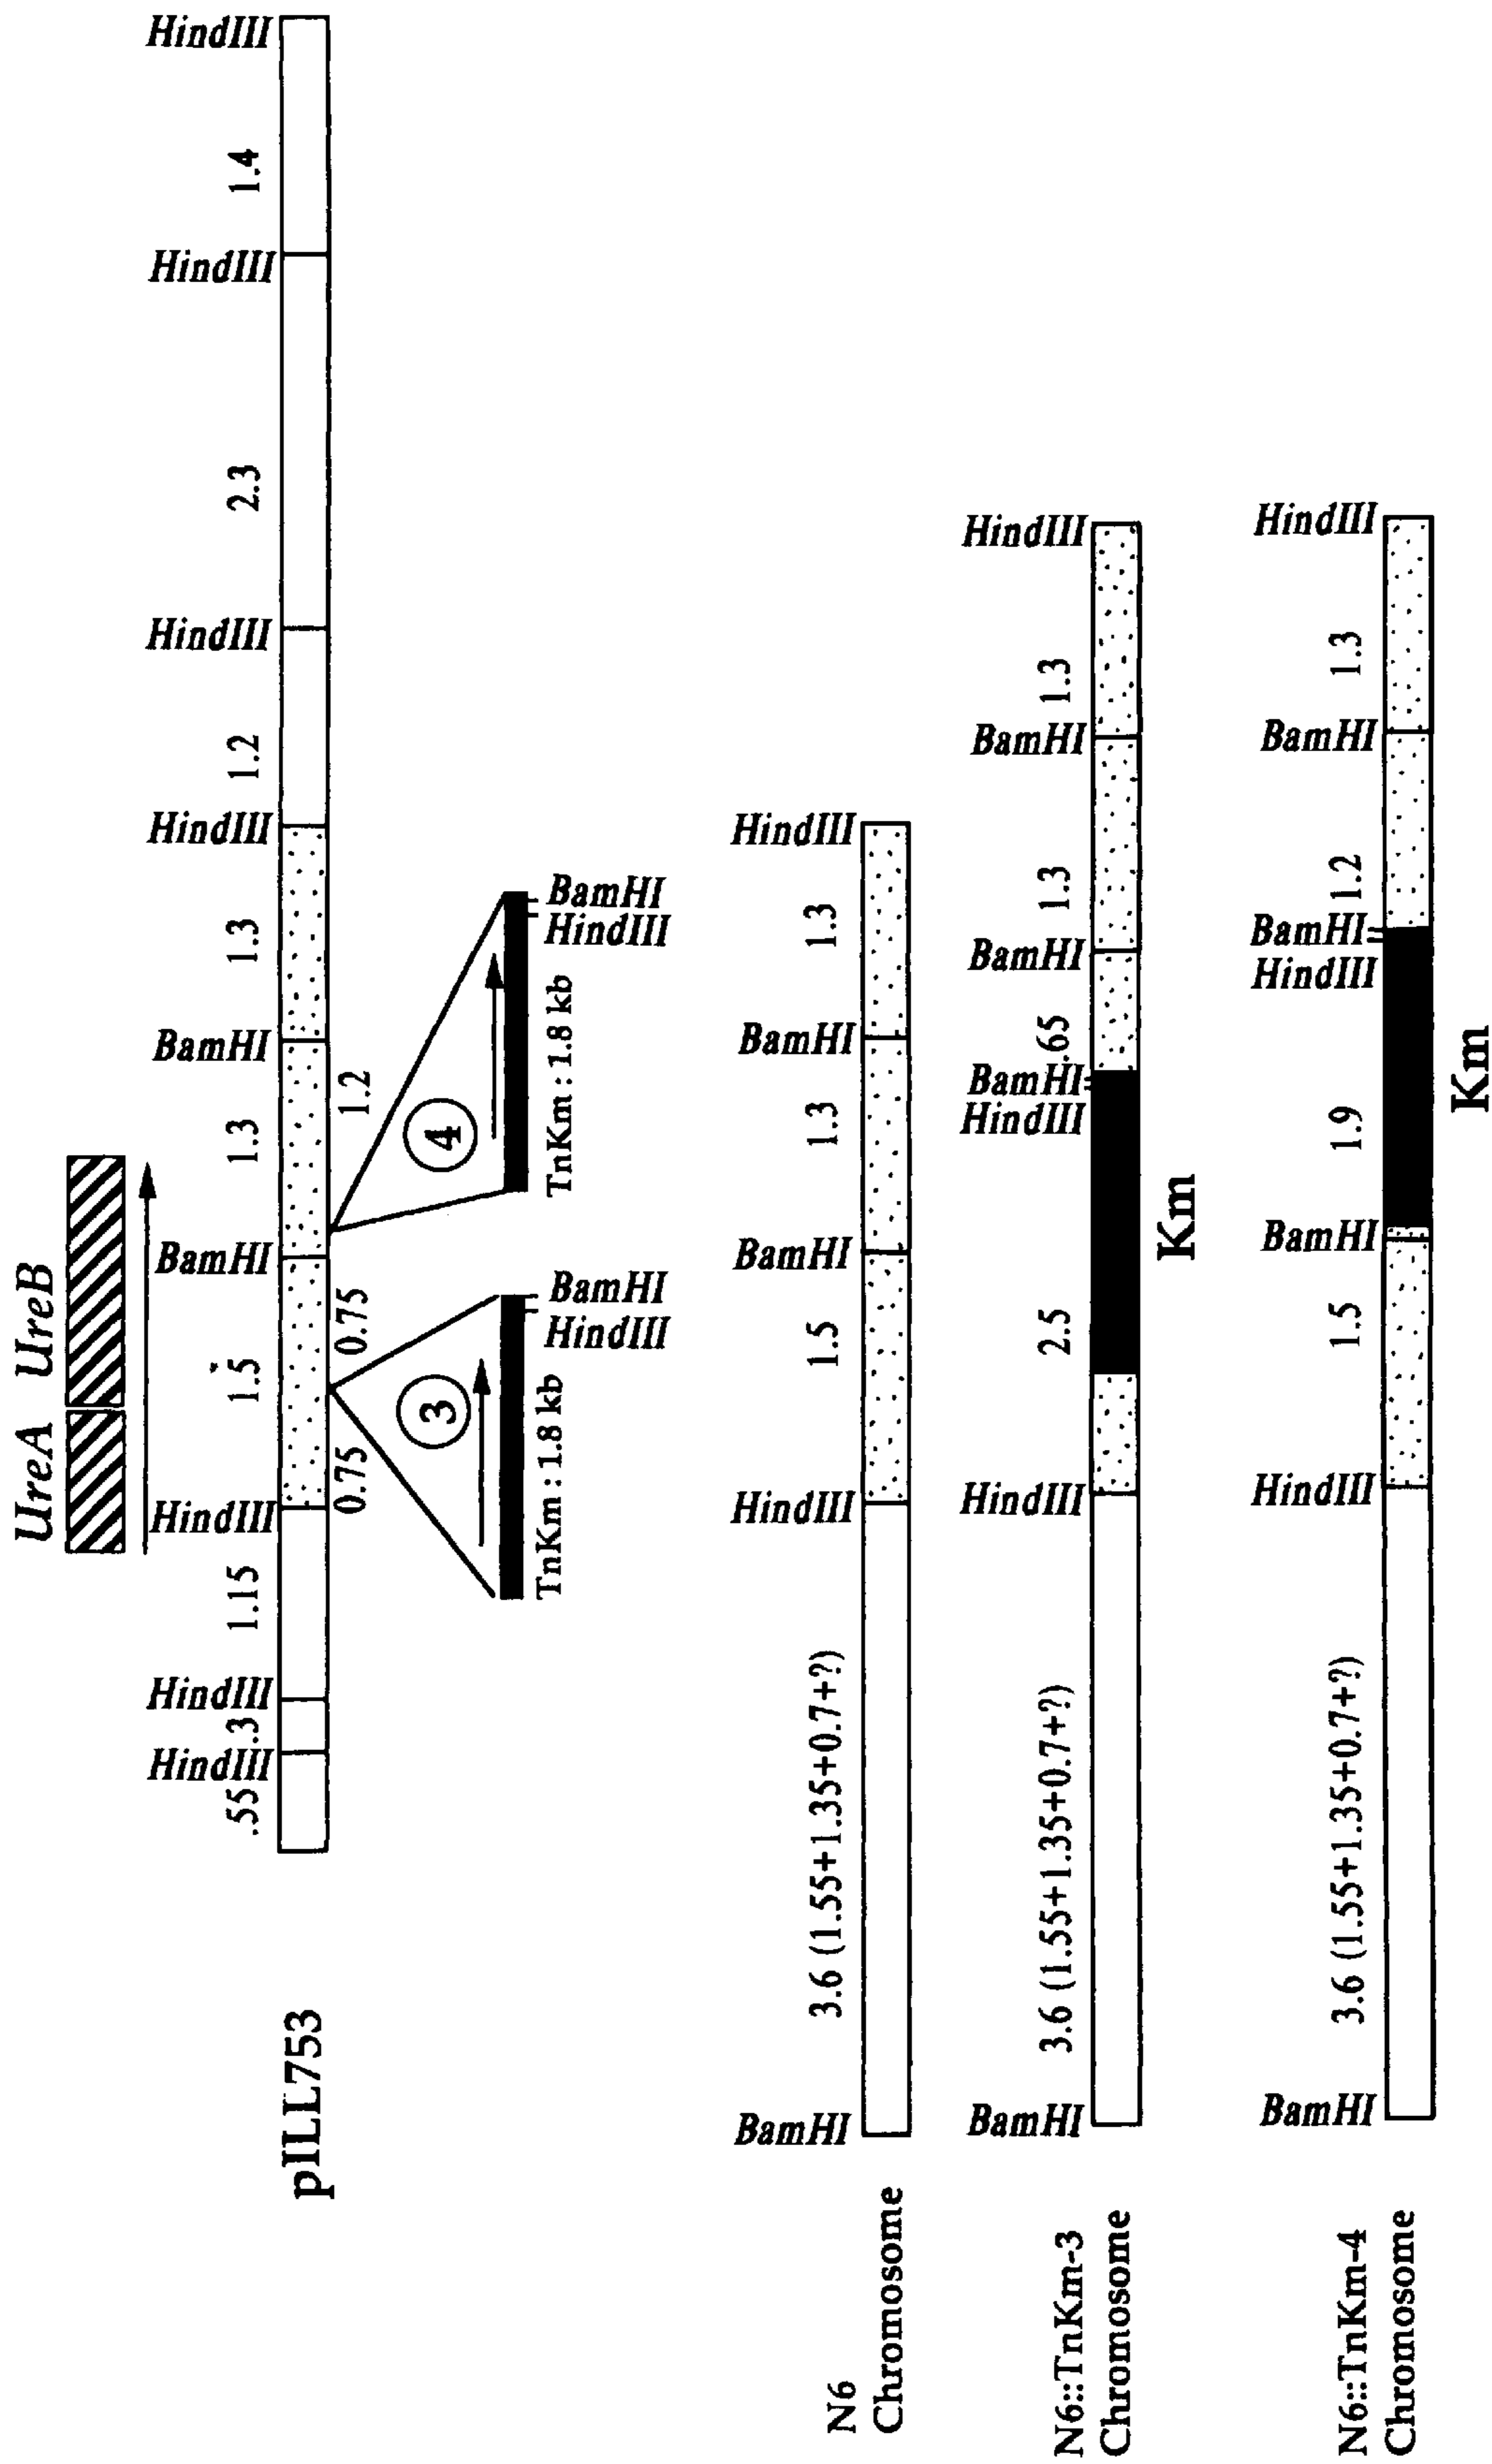 UreA UreB
HindIII HindIII HindIII BamHI BamHI HindIII HindIII HindIII HindIII
pILL753
.55 .3 1.15 1.5 1.3 1.3 1.2 2.3 1.4
0.75 0.75 1.2
3 4
TnKm : 1.8 kb
HindIII
BamHI
TnKm : 1.8 kb
HindIII
BamHI
BamHI HindIII BamHI BamHI HindIII
N6
Chromosome
3.6 (1.55+1.35+0.7+?) 1.5 1.3 1.3
BamHI HindIII HindIII BamHI BamHI BamHI HindIII
N6::TnKm-3
Chromosome
3.6 (1.55+1.35+0.7+?) 2.5 .65 1.3 1.3
Km
BamHI HindIII BamHI HindIII BamHI BamHI HindIII
N6::TnKm-4
Chromosome
3.6 (1.55+1.35+0.7+?) 1.5 1.9 1.2 1.3
Km